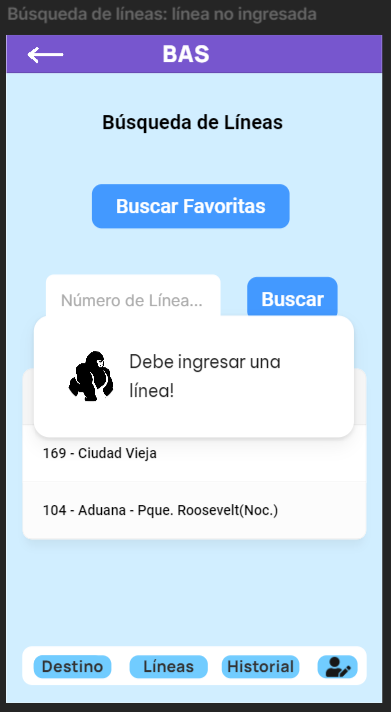 Búsqueda de líneas: línea no ingresada
BAS
Búsqueda de Líneas
Buscar Favoritas
Número de Línea...
Buscar
Debe ingresar una
línea!
169 - Ciudad Vieja
104 - Aduana - Pque. Roosevelt(Noc.)
Destino
Líneas
Historial